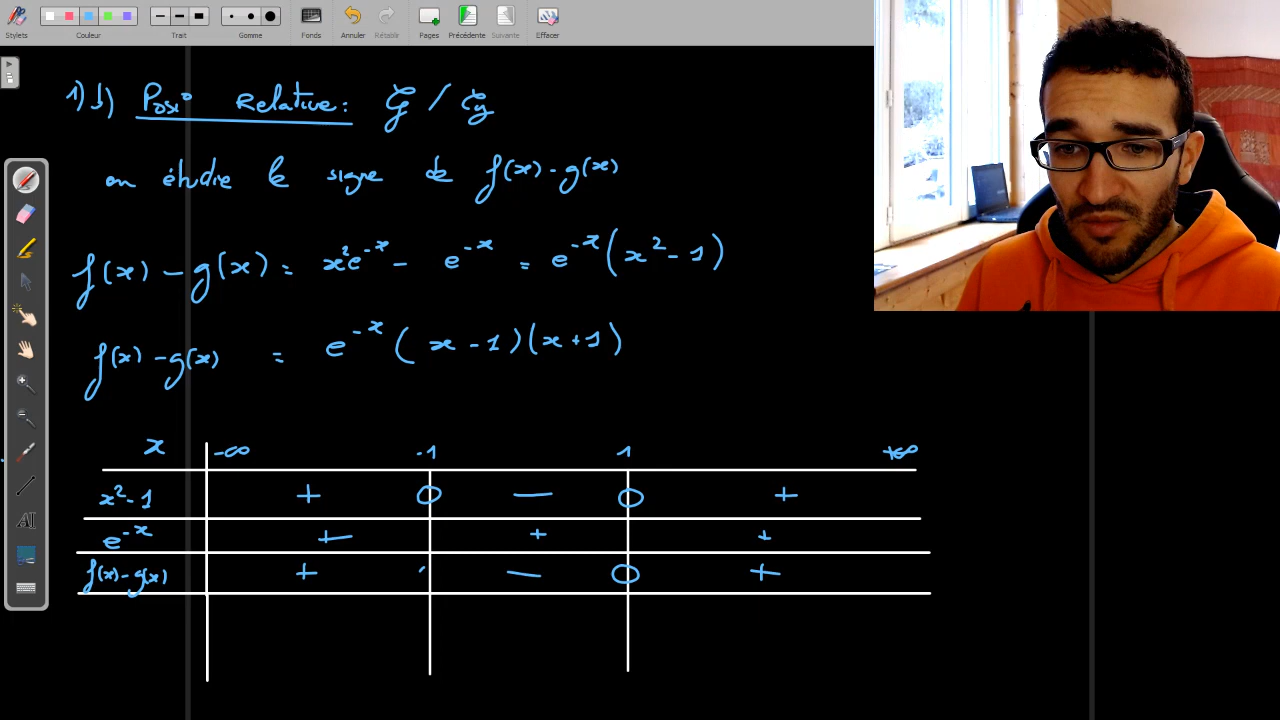 Stylets Couleur Trait Gomme Fonds Annuler Rétablir Pages Précédente Suivante Effacer
1) b) Posi° Relative: Cf / Cg
on étudie le signe de f(x) - g(x)
f(x) - g(x) = x²e⁻ˣ - e⁻ˣ = e⁻ˣ(x² - 1)
f(x) - g(x) = e⁻ˣ(x - 1)(x + 1)
x -∞ -1 1 +∞
x² - 1 + 0 - 0 +
e⁻ˣ + + +
f(x) - g(x) + - 0 +